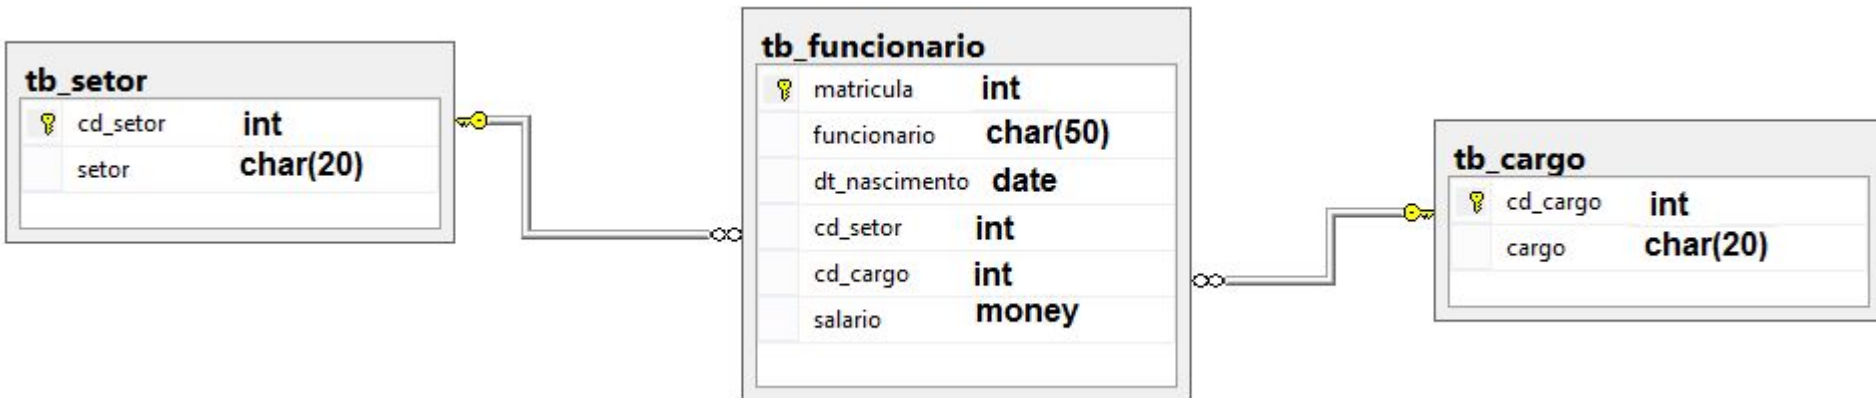 tb_setor
cd_setor int
setor char(20)
tb_funcionario
matricula int
funcionario char(50)
dt_nascimento date
cd_setor int
cd_cargo int
salario money
tb_cargo
cd_cargo int
cargo char(20)